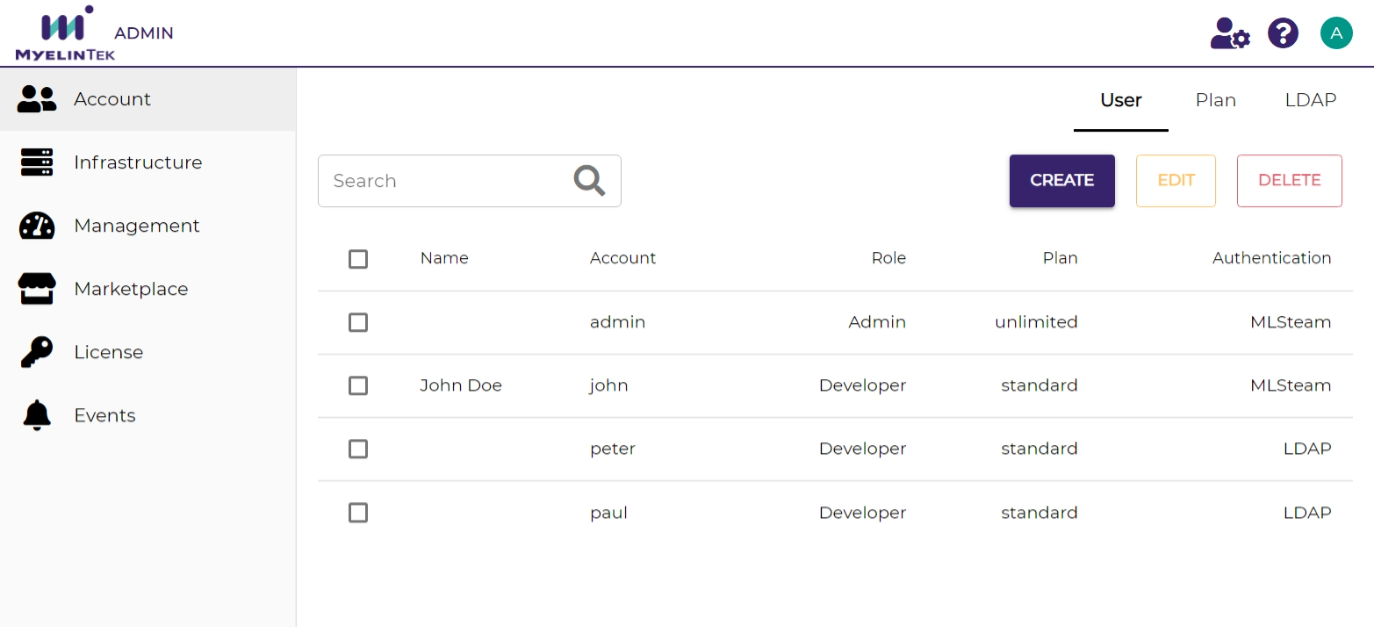 ADMIN
MYELINTEK
A
Account
Infrastructure
Management
Marketplace
License
Events
User Plan LDAP
Search
CREATE EDIT DELETE
Name Account Role Plan Authentication
admin Admin unlimited MLSteam
John Doe john Developer standard MLSteam
peter Developer standard LDAP
paul Developer standard LDAP